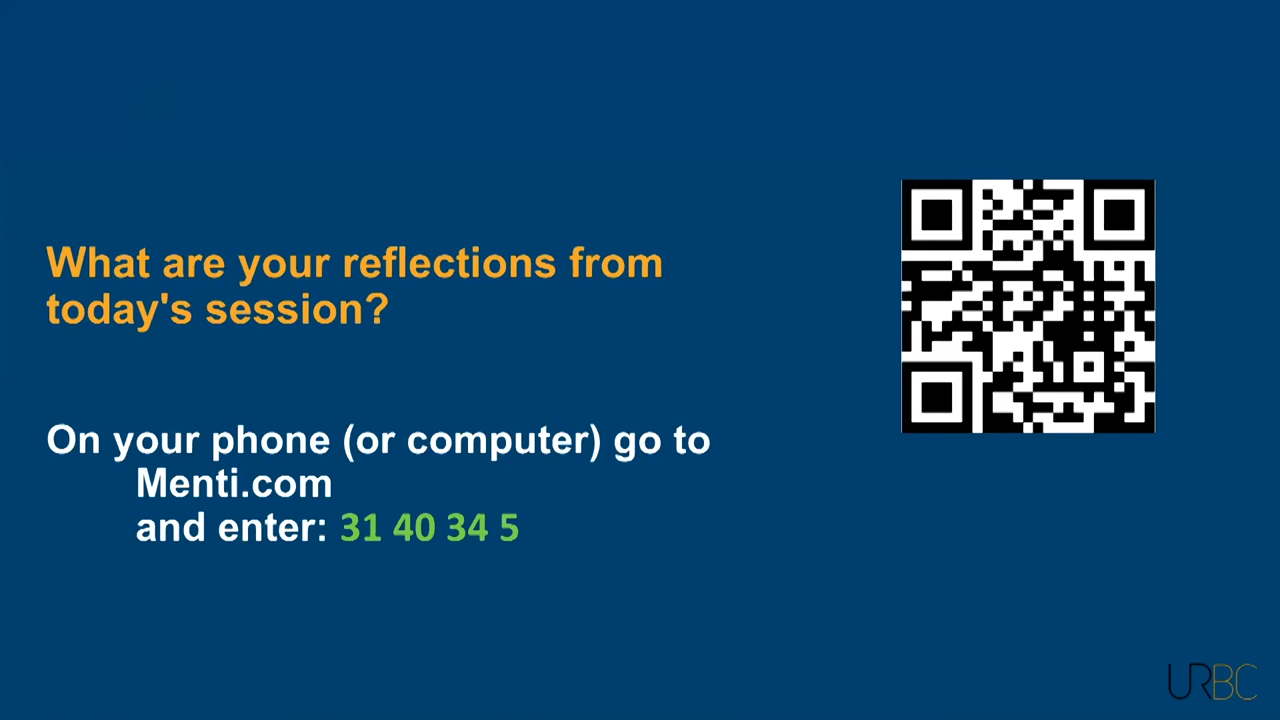 What are your reflections from
today's session?
On your phone (or computer) go to
Menti.com
and enter: 31 40 34 5
URBC